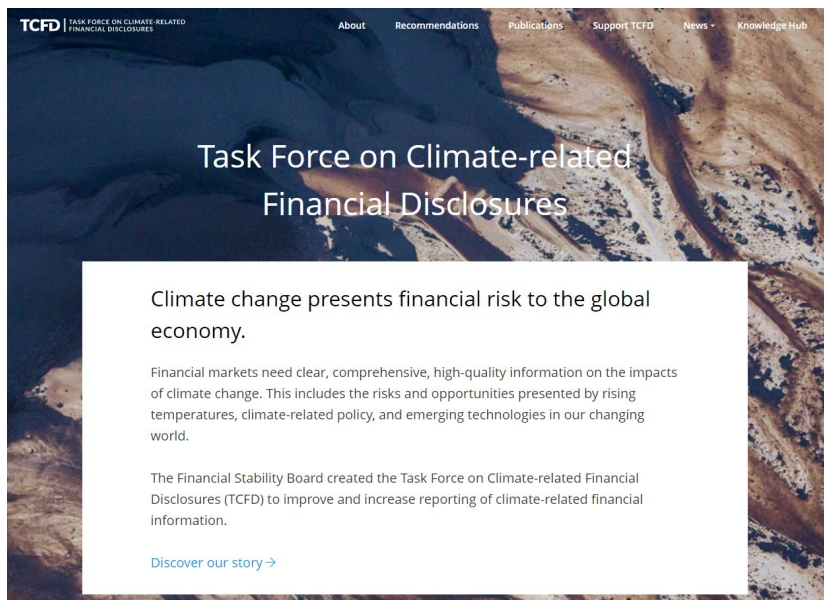 TCFD | TASK FORCE ON CLIMATE-RELATED
FINANCIAL DISCLOSURES
About Recommendations Publications Support TCFD News Knowledge Hub
Task Force on Climate-related
Financial Disclosures
Climate change presents financial risk to the global
economy.
Financial markets need clear, comprehensive, high-quality information on the impacts
of climate change. This includes the risks and opportunities presented by rising
temperatures, climate-related policy, and emerging technologies in our changing
world.
The Financial Stability Board created the Task Force on Climate-related Financial
Disclosures (TCFD) to improve and increase reporting of climate-related financial
information.
Discover our story →